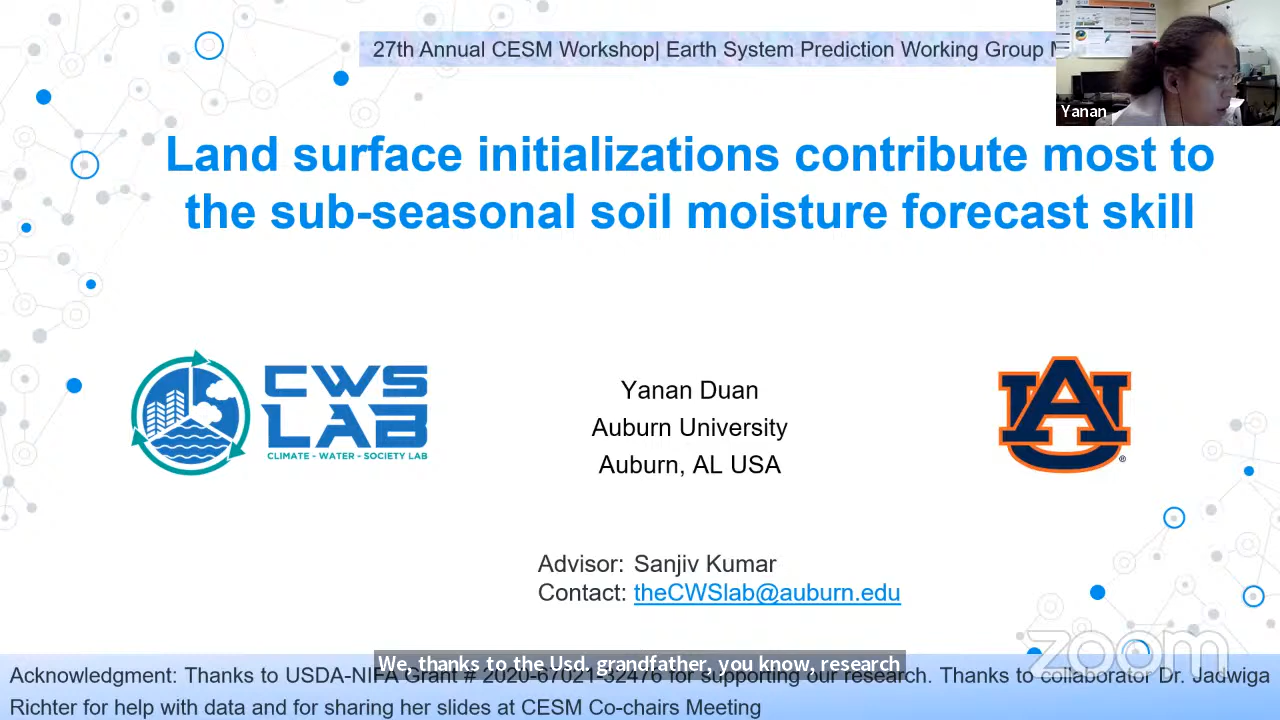 27th Annual CESM Workshop| Earth System Prediction Working Group M
Yanan
Land surface initializations contribute most to
the sub-seasonal soil moisture forecast skill
CWS
LAB
CLIMATE - WATER - SOCIETY LAB
Yanan Duan
Auburn University
Auburn, AL USA
AU
®
Advisor: Sanjiv Kumar
Contact: theCWSlab@auburn.edu
zoom
We, thanks to the Usd. grandfather, you know, research
Acknowledgment: Thanks to USDA-NIFA Grant # 2020-67021-32476 for supporting our research. Thanks to collaborator Dr. Jadwiga
Richter for help with data and for sharing her slides at CESM Co-chairs Meeting